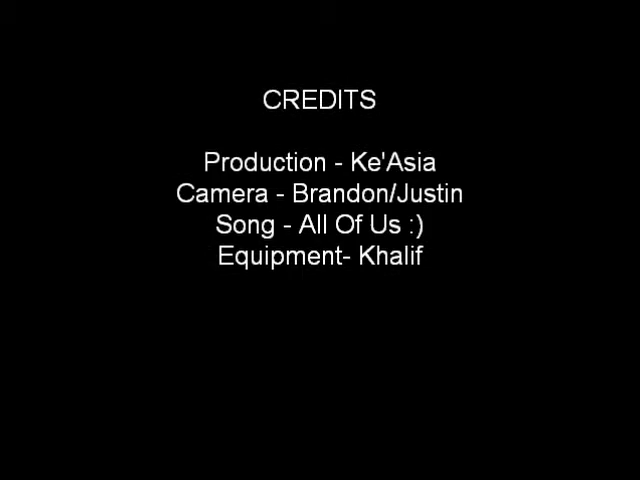 CREDITS
Production - Ke'Asia
Camera - Brandon/Justin
Song - All Of Us :)
Equipment- Khalif